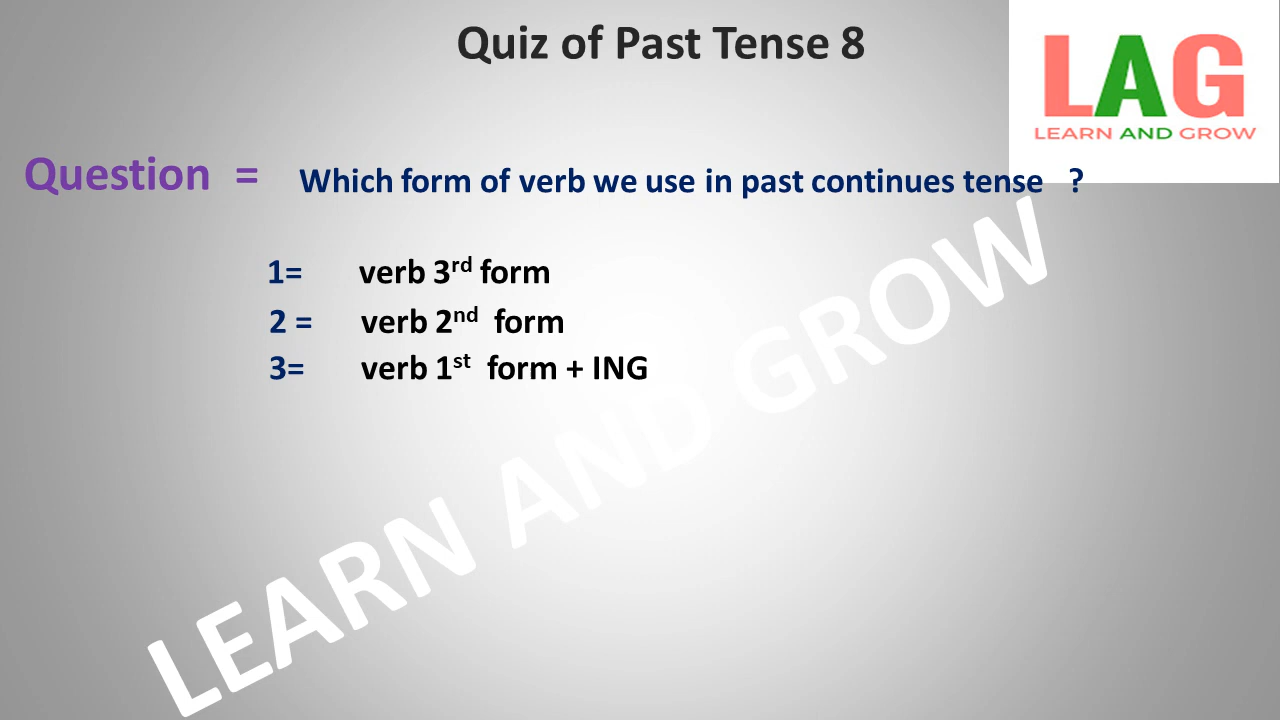 Quiz of Past Tense 8
LAG
LEARN AND GROW
Question = Which form of verb we use in past continues tense ?
1= verb 3rd form
2 = verb 2nd form
3= verb 1st form + ING
LEARN AND GROW